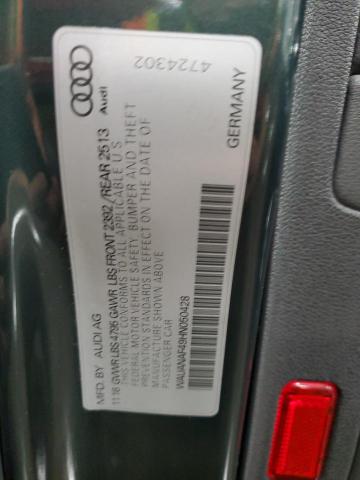 Audi
4724302
MFD. BY AUDI AG
11.16 GVWR LBS 4795 GAWR LBS FRONT 2392 / REAR 2513
THIS VEHICLE CONFORMS TO ALL APPLICABLE U S
FEDERAL MOTOR VEHICLE SAFETY, BUMPER AND THEFT
PREVENTION STANDARDS IN EFFECT ON THE DATE OF
MANUFACTURE SHOWN ABOVE
PASSENGER CAR
WAUANAF49HN050428
GERMANY